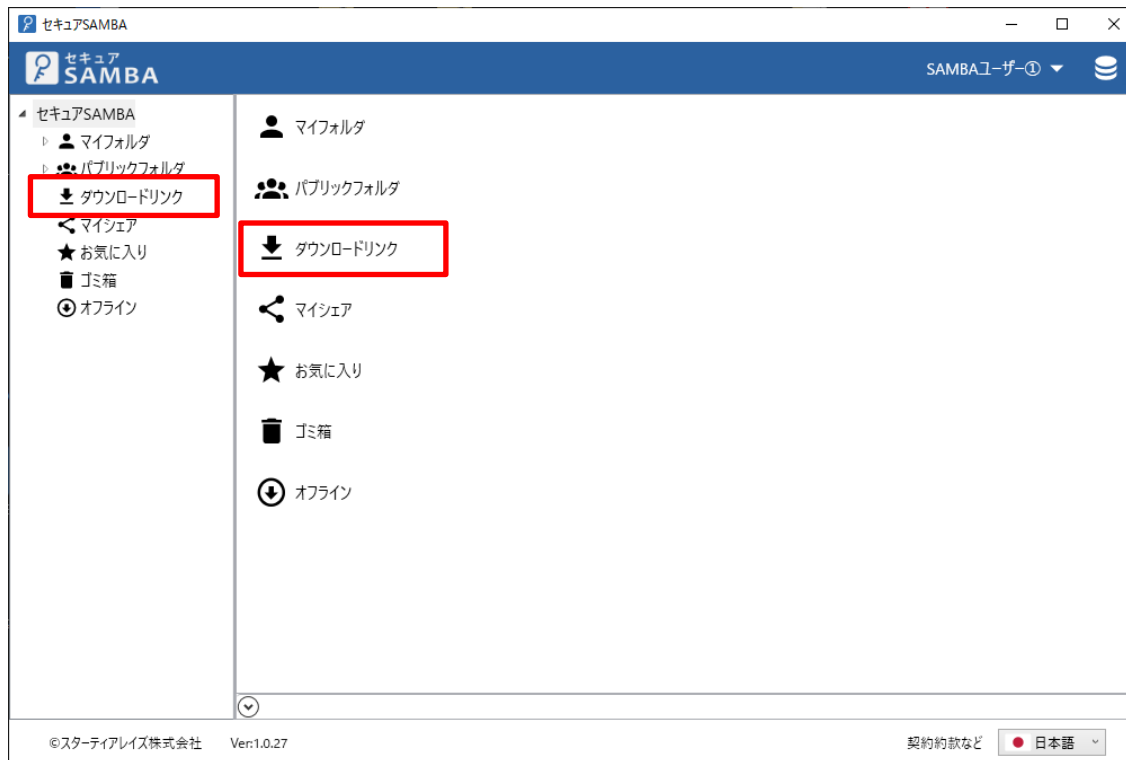 セキュアSAMBA
セキュア
SAMBA
SAMBAユーザー①
セキュアSAMBA
マイフォルダ
パブリックフォルダ
ダウンロードリンク
マイシェア
お気に入り
ゴミ箱
オフライン
マイフォルダ
パブリックフォルダ
ダウンロードリンク
マイシェア
お気に入り
ゴミ箱
オフライン
©スターティアレイズ株式会社 Ver:1.0.27
契約約款など 日本語